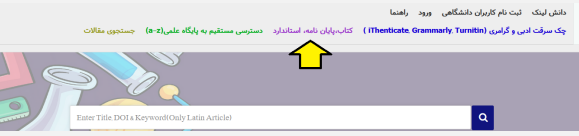 دانش لینک ثبت نام کاربران دانشگاهی ورود راهنما
چک سرقت ادبی و گرامری (iThenticate, Grammarly, Turnitin ) کتاب،پایان نامه، استاندارد دسترسی مستقیم به پایگاه علمی(a-z) جستجوی مقالات
Enter Title,DOI,s Keyword(Only Latin Article)